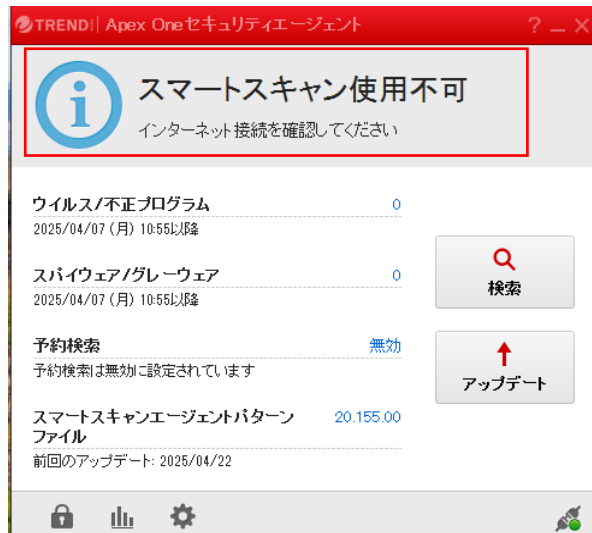 TREND | Apex Oneセキュリティエージェント ?
スマートスキャン使用不可
インターネット接続を確認してください
ウイルス/不正プログラム 0
2025/04/07 (月) 10:55以降
スパイウェア/グレーウェア 0
2025/04/07 (月) 10:55以降
検索
予約検索 無効
予約検索は無効に設定されています
アップデート
スマートスキャンエージェントパターン 20.155.00
ファイル
前回のアップデート: 2025/04/22